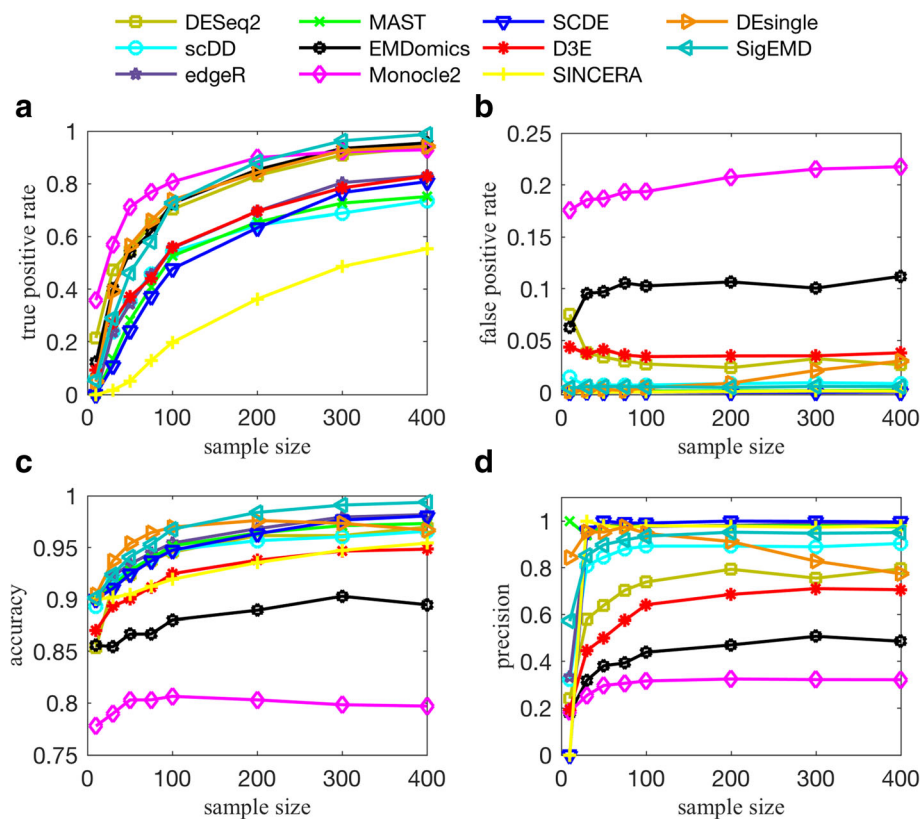 DESeq2 MAST SCDE DEsingle
scDD EMDomics D3E SigEMD
edgeR Monocle2 SINCERA
a
true positive rate
1
0.8
0.6
0.4
0.2
0
0 100 200 300 400
sample size
b
false positive rate
0.25
0.2
0.15
0.1
0.05
0
0 100 200 300 400
sample size
c
accuracy
1
0.95
0.9
0.85
0.8
0.75
0 100 200 300 400
sample size
d
precision
1
0.8
0.6
0.4
0.2
0
0 100 200 300 400
sample size